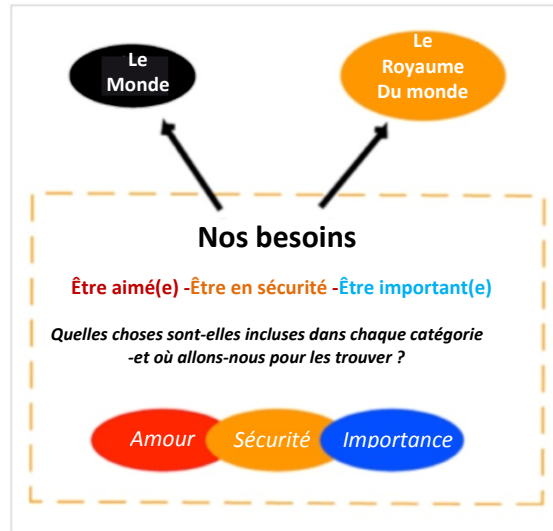 Le
Monde
Le
Royaume
Du monde
Nos besoins
Être aimé(e) -Être en sécurité -Être important(e)
Quelles choses sont-elles incluses dans chaque catégorie
-et où allons-nous pour les trouver ?
Amour
Sécurité
Importance